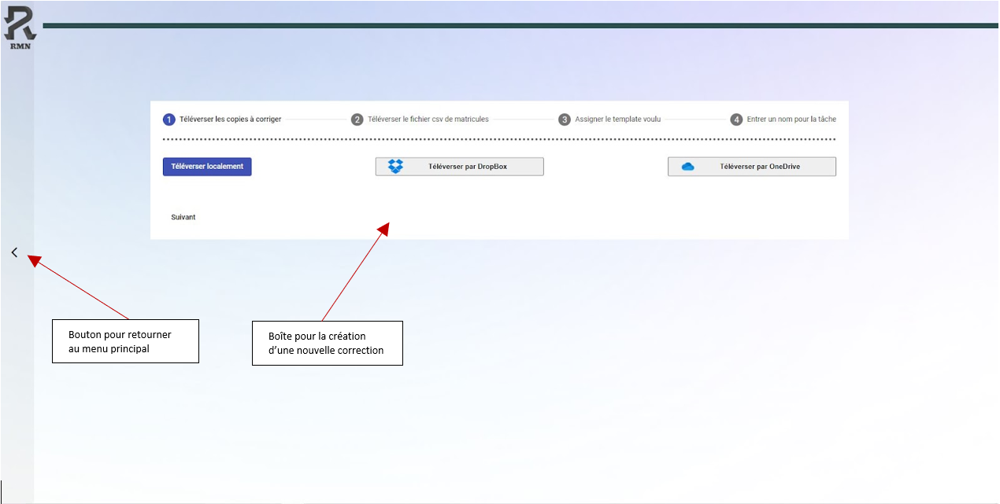 RMN
1 Téléverser les copies à corriger 2 Téléverser le fichier csv de matricules 3 Assigner le template voulu 4 Entrer un nom pour la tâche
Téléverser localement Téléverser par DropBox Téléverser par OneDrive
Suivant
Bouton pour retourner
au menu principal
Boîte pour la création
d’une nouvelle correction